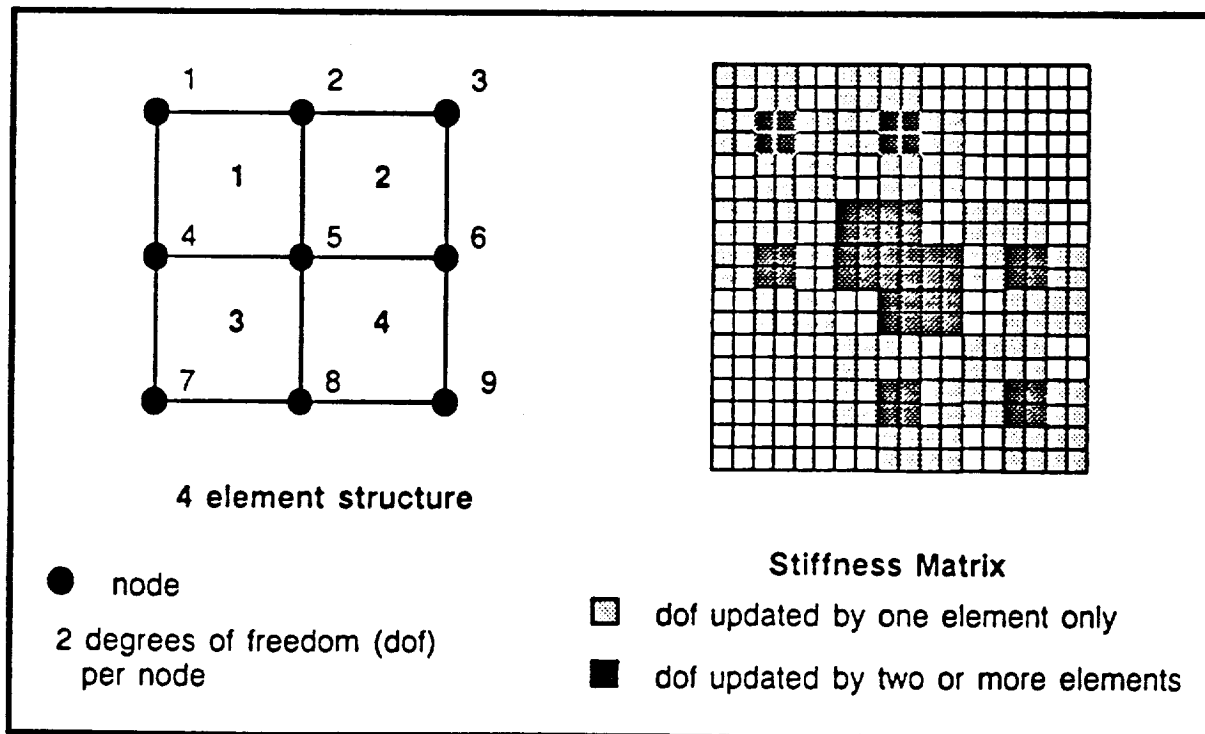 1 2 3
1 2
4 5 6
3 4
7 8 9
4 element structure
node
2 degrees of freedom (dof)
per node
Stiffness Matrix
dof updated by one element only
dof updated by two or more elements